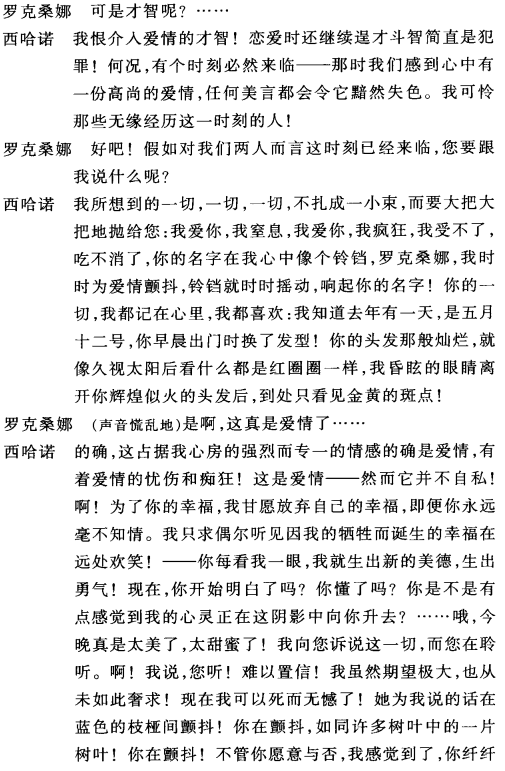 罗克桑娜　可是才智呢？……
西哈诺　我恨介入爱情的才智！恋爱时还继续逞才斗智简直是犯
罪！何况,有个时刻必然来临——那时我们感到心中有
一份高尚的爱情,任何美言都会令它黯然失色。我可怜
那些无缘经历这一时刻的人！
罗克桑娜　好吧！假如对我们两人而言这时刻已经来临,您要跟
我说什么呢？
西哈诺　我所想到的一切,一切,一切,不扎成一小束,而要大把大
把地抛给您:我爱你,我窒息,我爱你,我疯狂,我受不了,
吃不消了,你的名字在我心中像个铃铛,罗克桑娜,我时
时为爱情颤抖,铃铛就时时摇动,响起你的名字！你的一
切,我都记在心里,我都喜欢:我知道去年有一天,是五月
十二号,你早晨出门时换了发型！你的头发那般灿烂,就
像久视太阳后看什么都是红圈圈一样,我昏眩的眼睛离
开你辉煌似火的头发后,到处只看见金黄的斑点！
罗克桑娜　(声音慌乱地)是啊,这真是爱情了……
西哈诺　的确,这占据我心房的强烈而专一的情感的确是爱情,有
着爱情的忧伤和痴狂！这是爱情——然而它并不自私！
啊！为了你的幸福,我甘愿放弃自己的幸福,即便你永远
毫不知情。我只求偶尔听见因我的牺牲而诞生的幸福在
远处欢笑！——你每看我一眼,我就生出新的美德,生出
勇气！现在,你开始明白了吗？你懂了吗？你是不是有
点感觉到我的心灵正在这阴影中向你升去？……哦,今
晚真是太美了,太甜蜜了！我向您诉说这一切,而您在聆
听。啊！我说,您听！难以置信！我虽然期望极大,也从
未如此奢求！现在我可以死而无憾了！她为我说的话在
蓝色的枝桠间颤抖！你在颤抖,如同许多树叶中的一片
树叶！你在颤抖！不管你愿意与否,我感觉到了,你纤纤